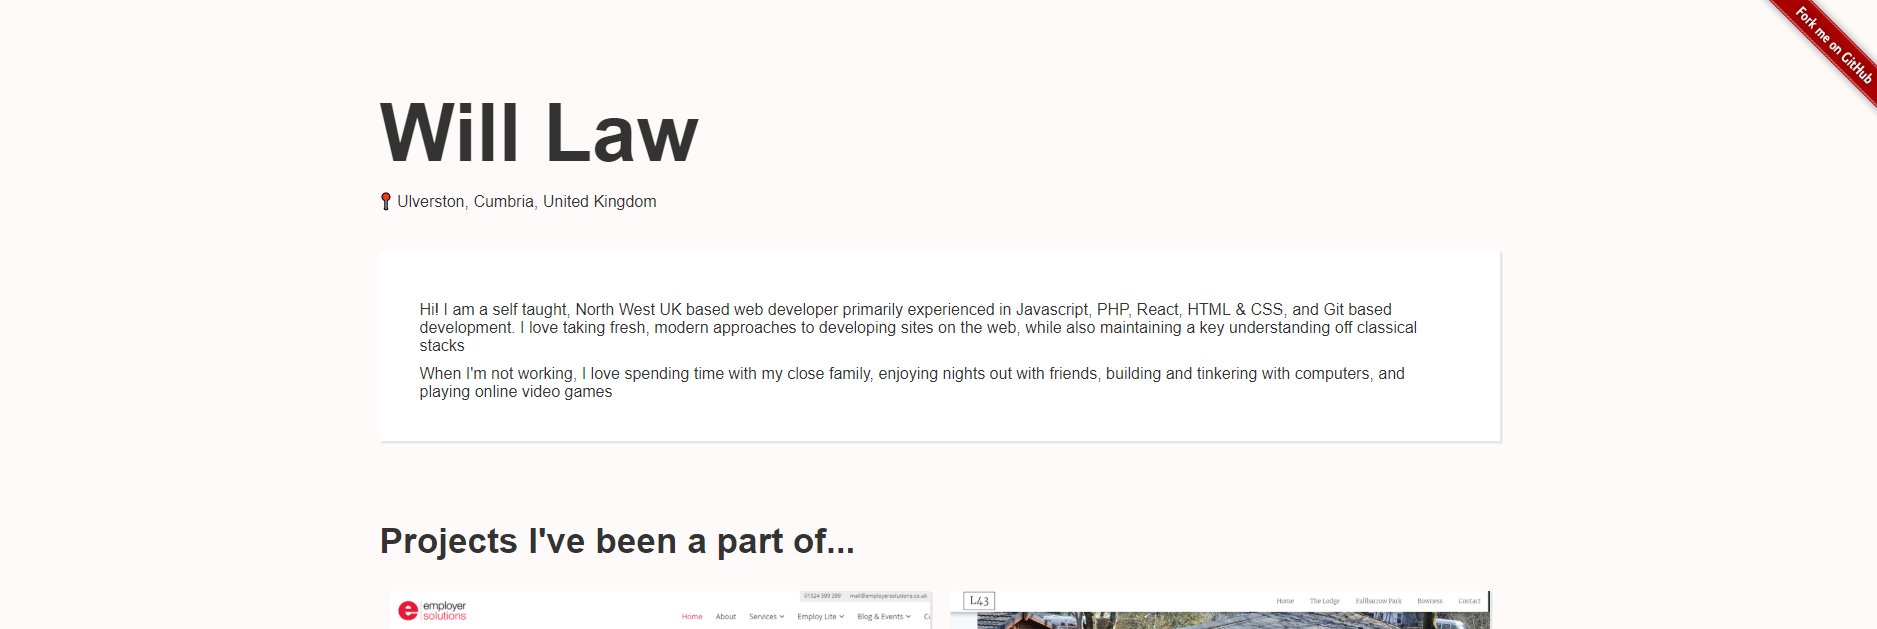 Fork me on GitHub
Will Law
Ulverston, Cumbria, United Kingdom
Hi! I am a self taught, North West UK based web developer primarily experienced in Javascript, PHP, React, HTML & CSS, and Git based
development. I love taking fresh, modern approaches to developing sites on the web, while also maintaining a key understanding off classical
stacks
When I'm not working, I love spending time with my close family, enjoying nights out with friends, building and tinkering with computers, and
playing online video games
Projects I've been a part of...
01524 399 399 mail@employersolutions.co.uk
e employer
solutions
Home About Services Employ Lite Blog & Events
L43
Home The Lodge Fallbarrow Park Bowness Contact